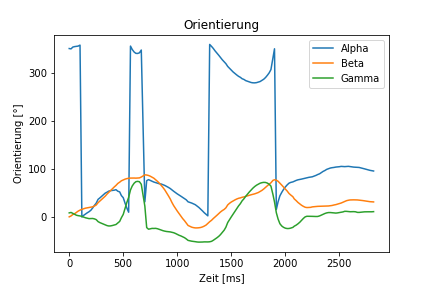 Orientierung
Alpha
Beta
Gamma
Orientierung [°]
300
200
100
0
0
500
1000
1500
2000
2500
Zeit [ms]